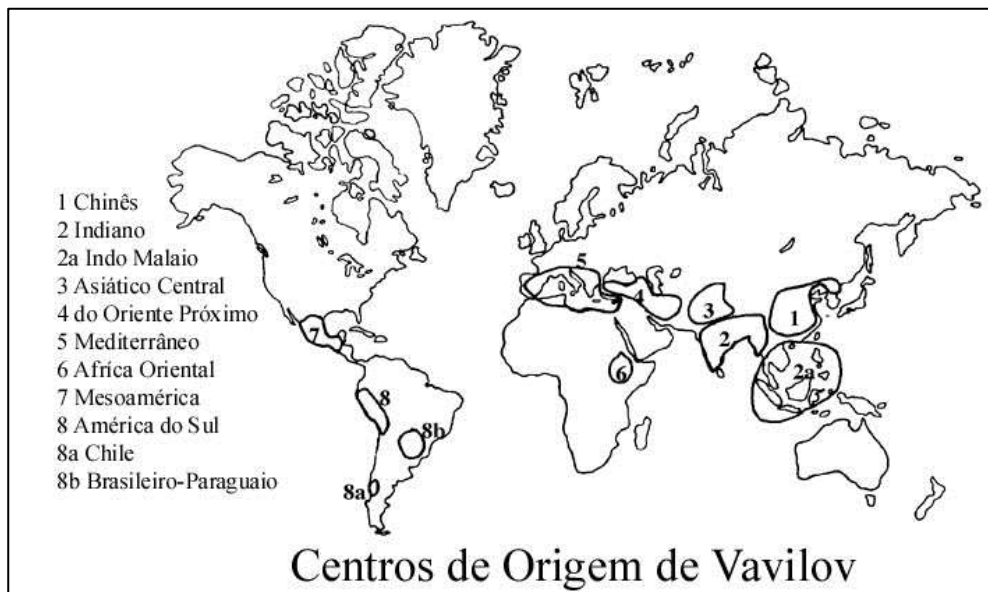 1 Chinês
2 Indiano
2a Indo Malaio
3 Asiático Central
4 do Oriente Próximo
5 Mediterrâneo
6 Africa Oriental
7 Mesoamérica
8 América do Sul
8a Chile
8b Brasileiro-Paraguaio
5
4
3
1
2
7
6
2a
8
8b
8a
Centros de Origem de Vavilov